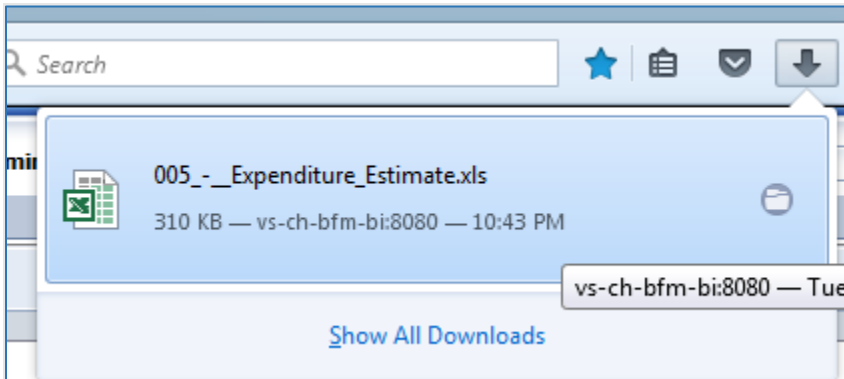 Search
min
005_-__Expenditure_Estimate.xls
310 KB — vs-ch-bfm-bi:8080 — 10:43 PM
vs-ch-bfm-bi:8080 — Tue
Show All Downloads